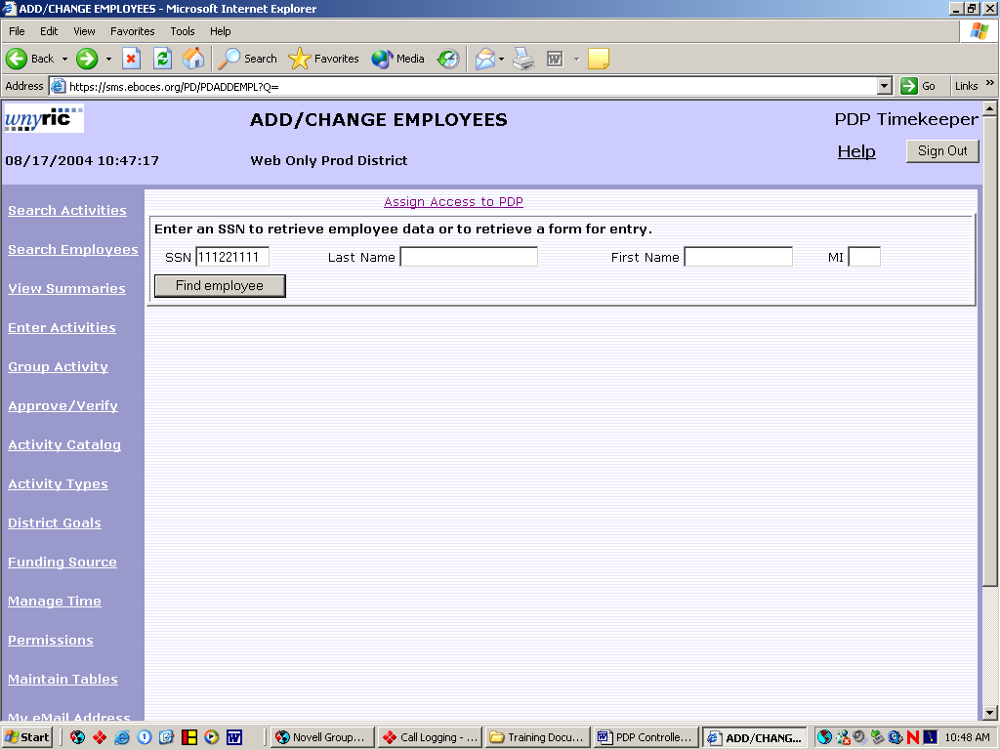 ADD/CHANGE EMPLOYEES - Microsoft Internet Explorer
File Edit View Favorites Tools Help
Back Search Favorites Media
Address https://sms.eboces.org/PD/PDADDEMPL?Q= Go Links »
wnyric ADD/CHANGE EMPLOYEES PDP Timekeeper
08/17/2004 10:47:17 Web Only Prod District Help Sign Out
Assign Access to PDP
Enter an SSN to retrieve employee data or to retrieve a form for entry.
SSN 111221111 Last Name First Name MI
Find employee
Search Activities
Search Employees
View Summaries
Enter Activities
Group Activity
Approve/Verify
Activity Catalog
Activity Types
District Goals
Funding Source
Manage Time
Permissions
Maintain Tables
My eMail Address
Start Novell Group... Call Logging - ... Training Docu... PDP Controlle... ADD/CHANG... 10:48 AM